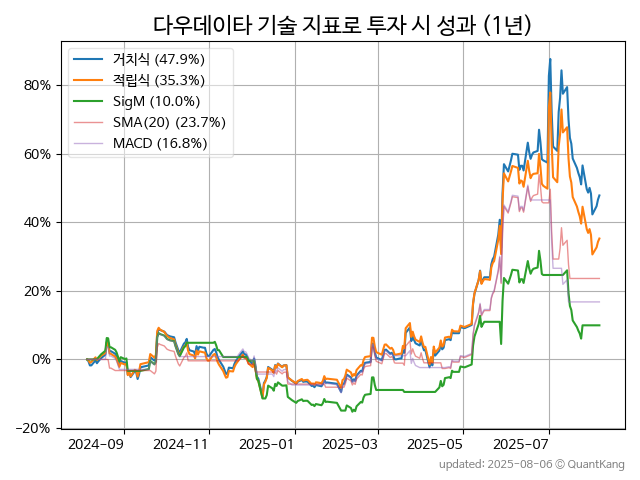 다우데이타 기술 지표로 투자 시 성과 (1년)
거치식 (47.9%)
적립식 (35.3%)
SigM (10.0%)
SMA(20) (23.7%)
MACD (16.8%)
80%
60%
40%
20%
0%
−20%
2024−09 2024−11 2025−01 2025−03 2025−05 2025−07
updated: 2025-08-06 © QuantKang